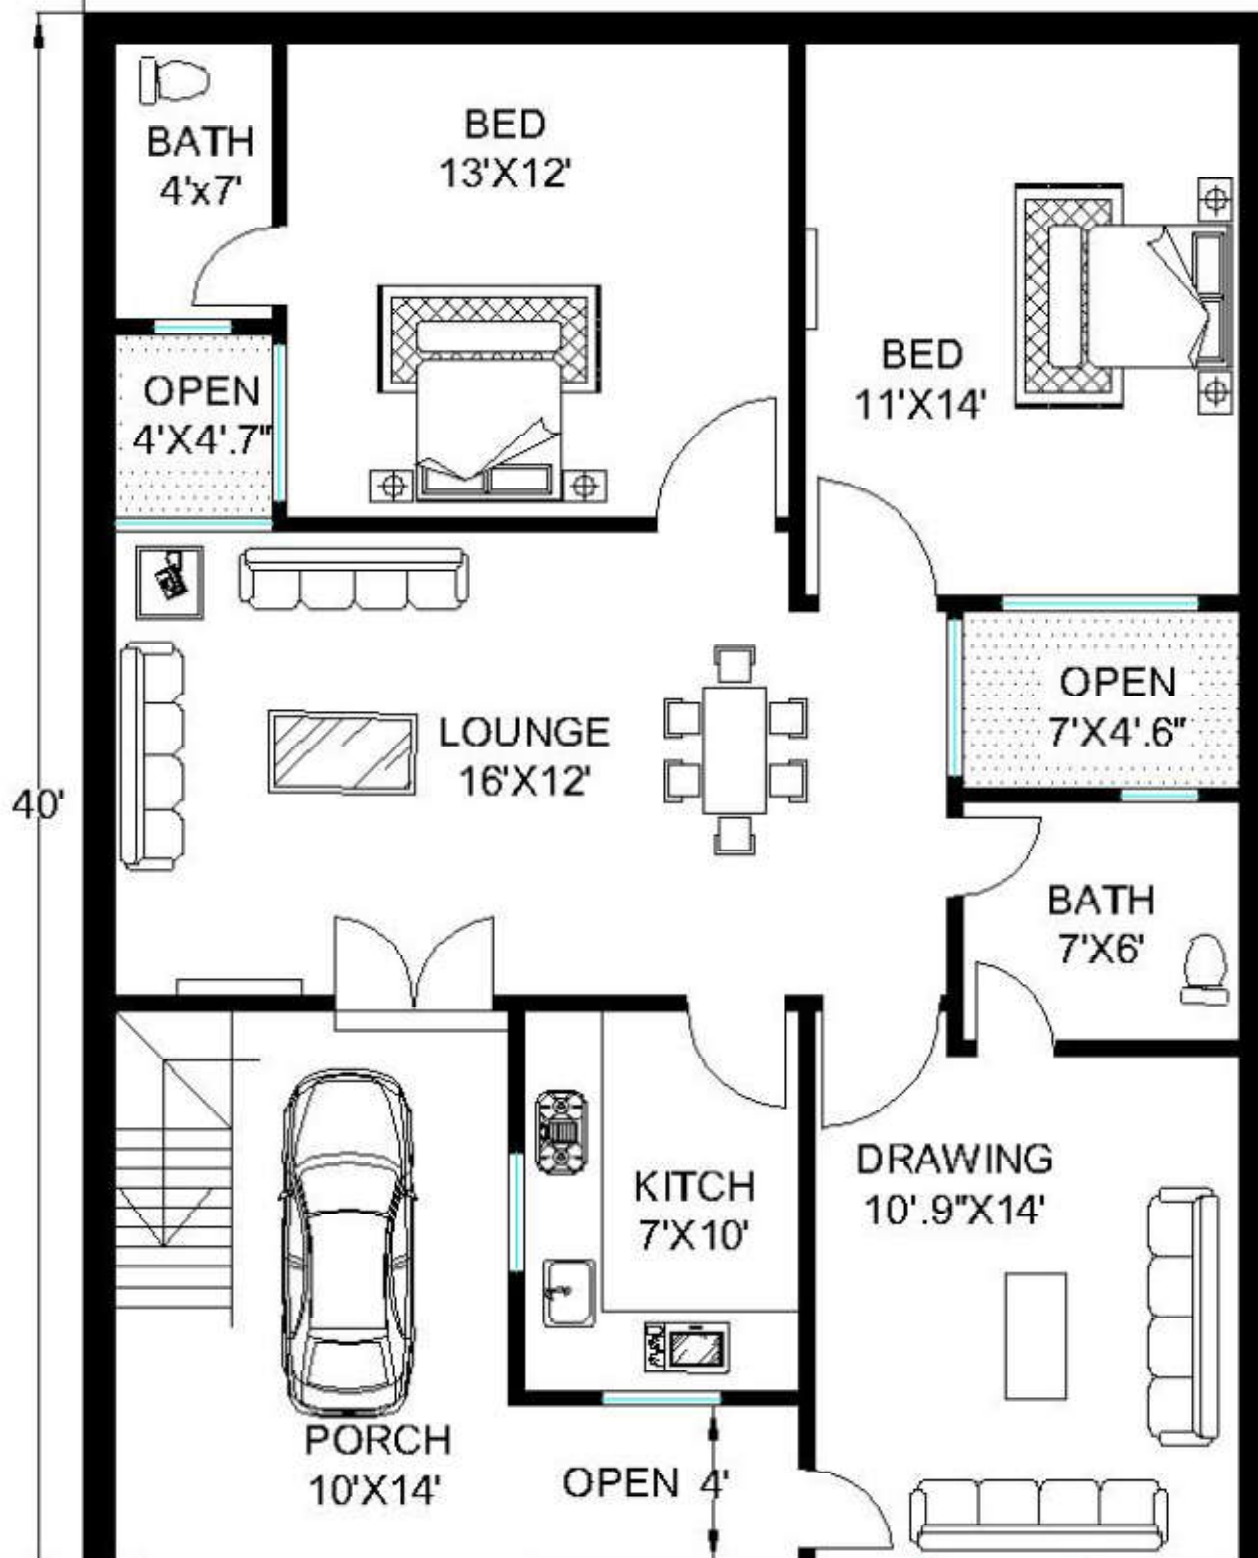 BATH
4'x7'
BED
13'X12'
BED
11'X14'
OPEN
4'X4'.7"
OPEN
7'X4'.6"
LOUNGE
16'X12'
40'
BATH
7'X6'
KITCH
7'X10'
DRAWING
10'.9"X14'
PORCH
10'X14'
OPEN 4'